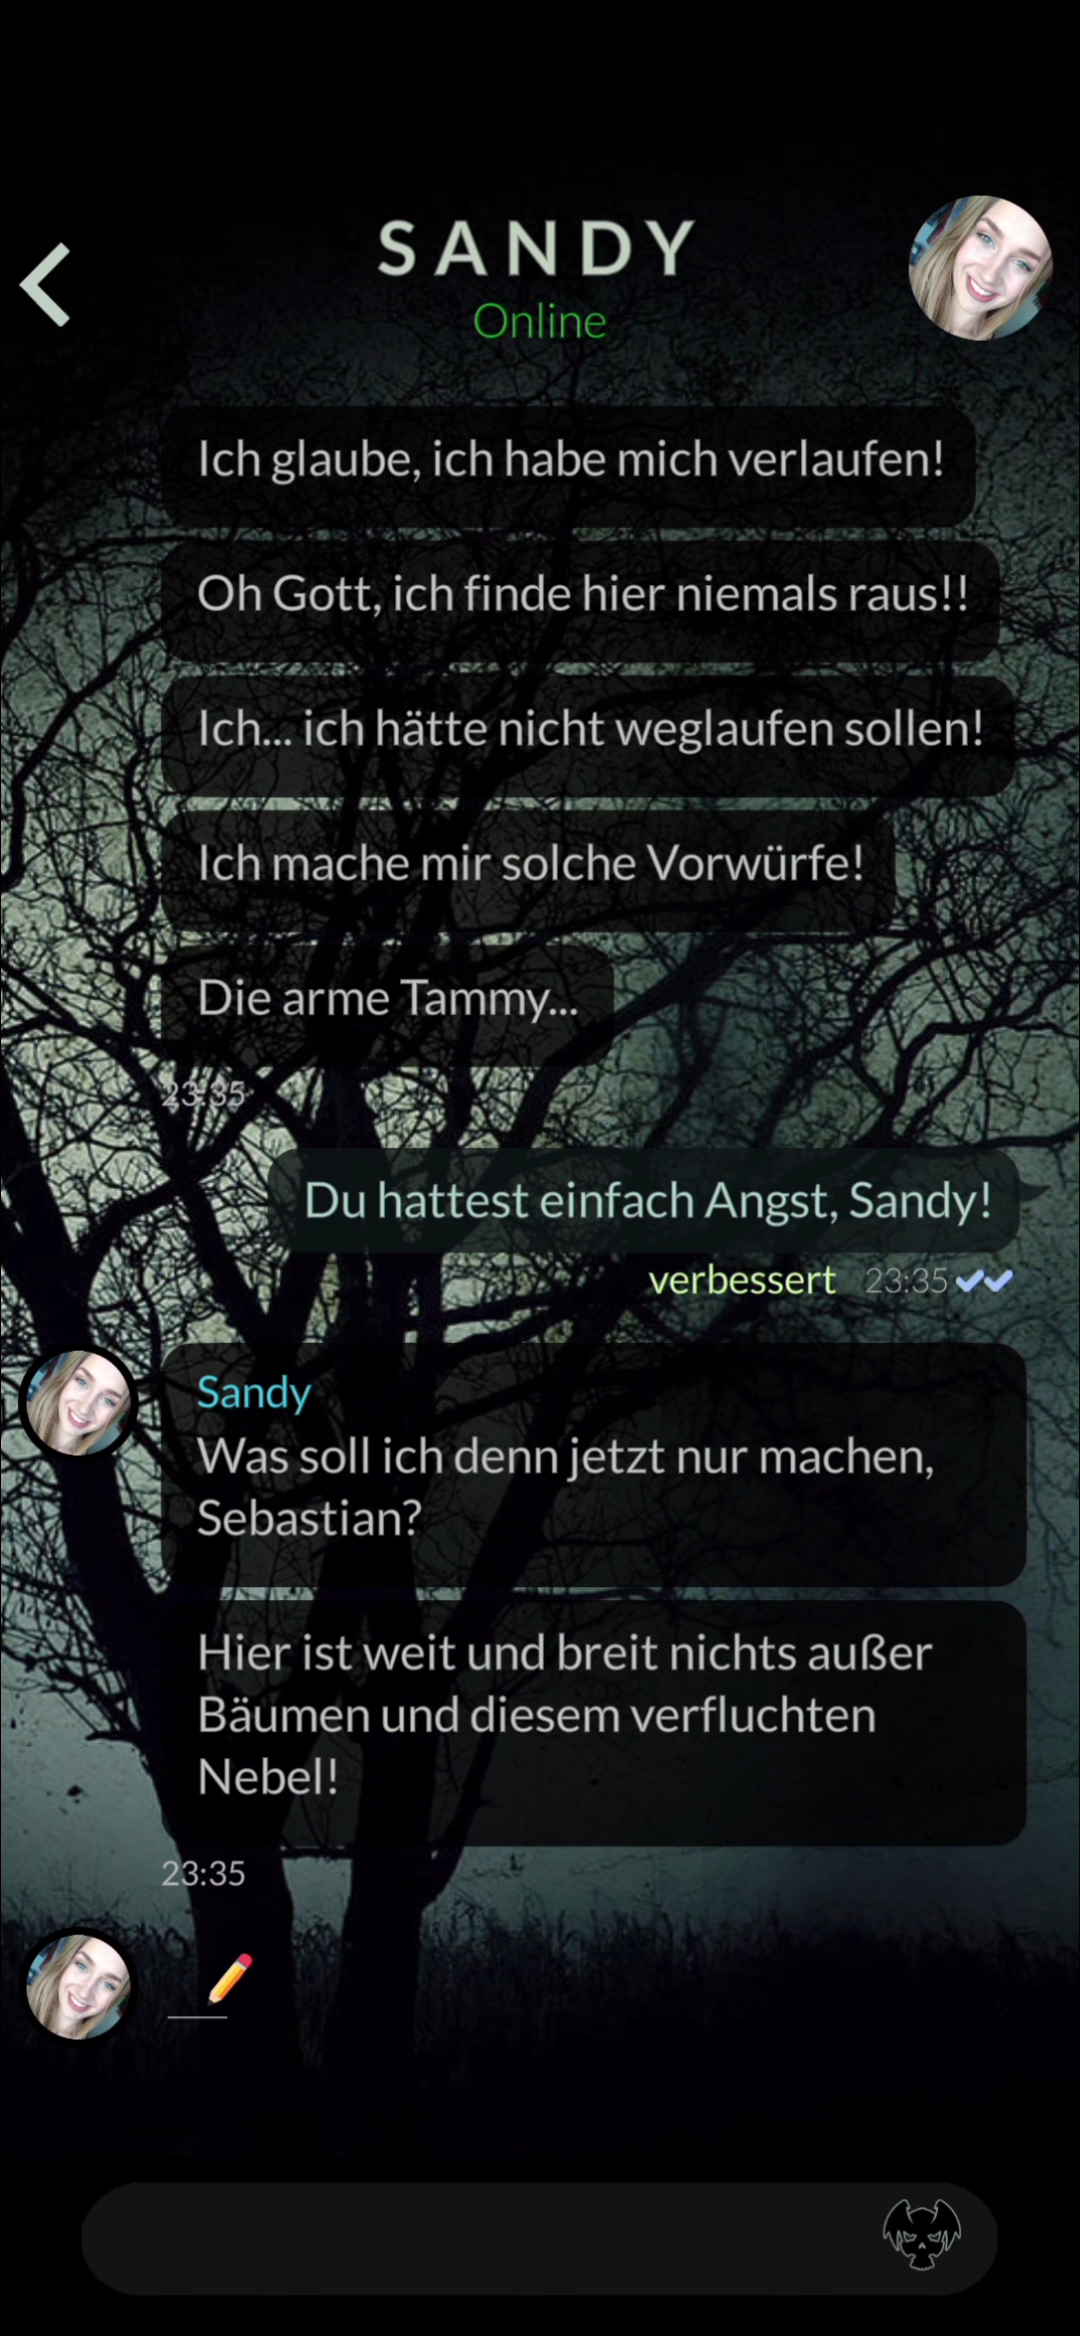 SANDY
Online
Ich glaube, ich habe mich verlaufen!
Oh Gott, ich finde hier niemals raus!!
Ich... ich hätte nicht weglaufen sollen!
Ich mache mir solche Vorwürfe!
Die arme Tammy...
23:35
Du hattest einfach Angst, Sandy!
verbessert 23:35
Sandy
Was soll ich denn jetzt nur machen,
Sebastian?
Hier ist weit und breit nichts außer
Bäumen und diesem verfluchten
Nebel!
23:35